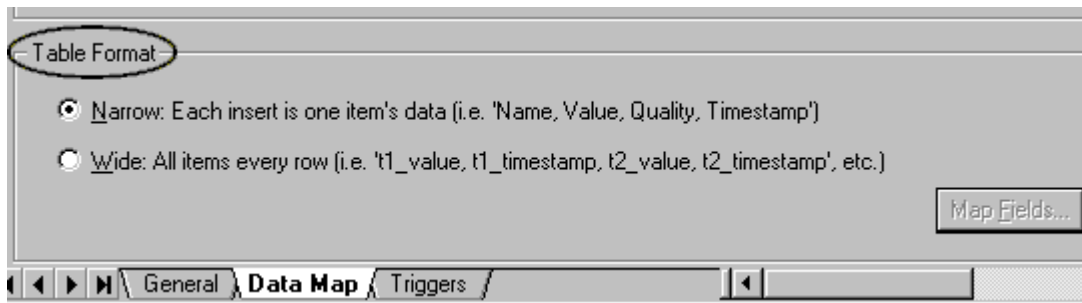 Table Format
Narrow: Each insert is one item's data (i.e. 'Name, Value, Quality, Timestamp')
Wide: All items every row (i.e. 't1_value, t1_timestamp, t2_value, t2_timestamp', etc.)
Map Fields...
General Data Map Triggers